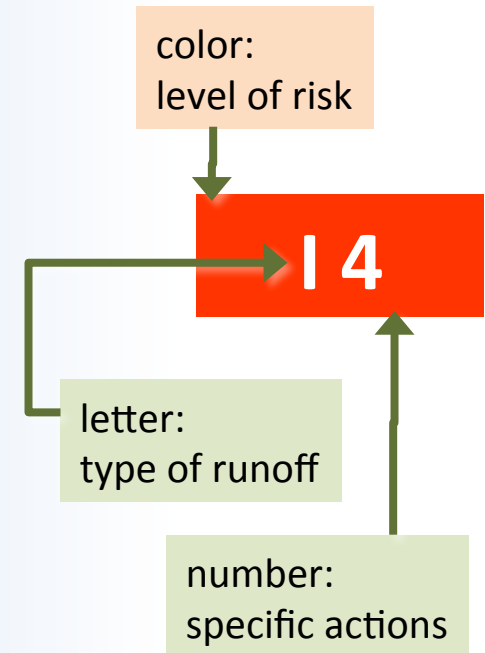 color:
level of risk
I 4
letter:
type of runoff
number:
specific actions